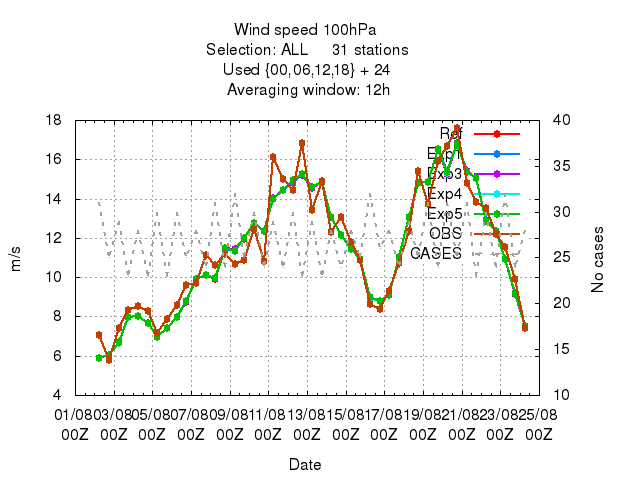 Wind speed 100hPa
Selection: ALL 31 stations
Used {00,06,12,18} + 24
Averaging window: 12h
18 40
16 35
14 30
12 25
10 20
8 15
6 10
4
Ref
Exp1
Exp3
Exp4
Exp5
OBS
CASES
m/s
No cases
01/08 03/08 05/08 07/08 09/08 11/08 13/08 15/08 17/08 19/08 21/08 23/08 25/08
00Z 00Z 00Z 00Z 00Z 00Z 00Z 00Z 00Z 00Z 00Z 00Z 00Z
Date